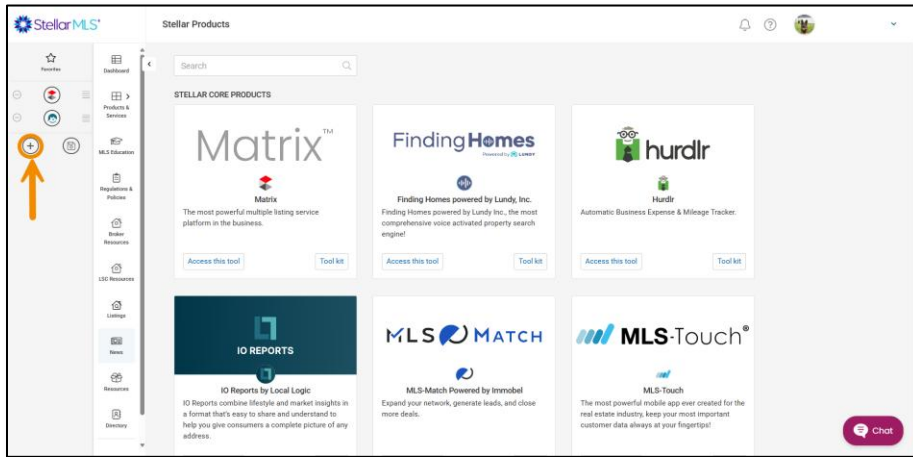 StellarMLS
Stellar Products
Favorites
Dashboard
Products &
Services
MLS Education
Regulations &
Policies
Broker
Resources
LSC Resources
Listings
News
Resources
Directory
Search
STELLAR CORE PRODUCTS
Matrix™
Matrix
The most powerful multiple listing service
platform in the business.
Access this tool
Tool kit
Finding Homes
Powered by LUNDY
Finding Homes powered by Lundy, Inc.
Finding Homes powered by Lundy Inc., the most
comprehensive voice activated property search
engine!
Access this tool
Tool kit
hurdlr
Hurdlr
Automatic Business Expense & Mileage Tracker.
Access this tool
Tool kit
IO REPORTS
IO Reports by Local Logic
IO Reports combine lifestyle and market insights in
a format that's easy to share and understand to
help you give consumers a complete picture of any
address.
MLS MATCH
MLS-Match Powered by Immobel
Expand your network, generate leads, and close
more deals.
MLS-Touch®
MLS-Touch
The most powerful mobile app ever created for the
real estate industry, keep your most important
customer data always at your fingertips!
Chat